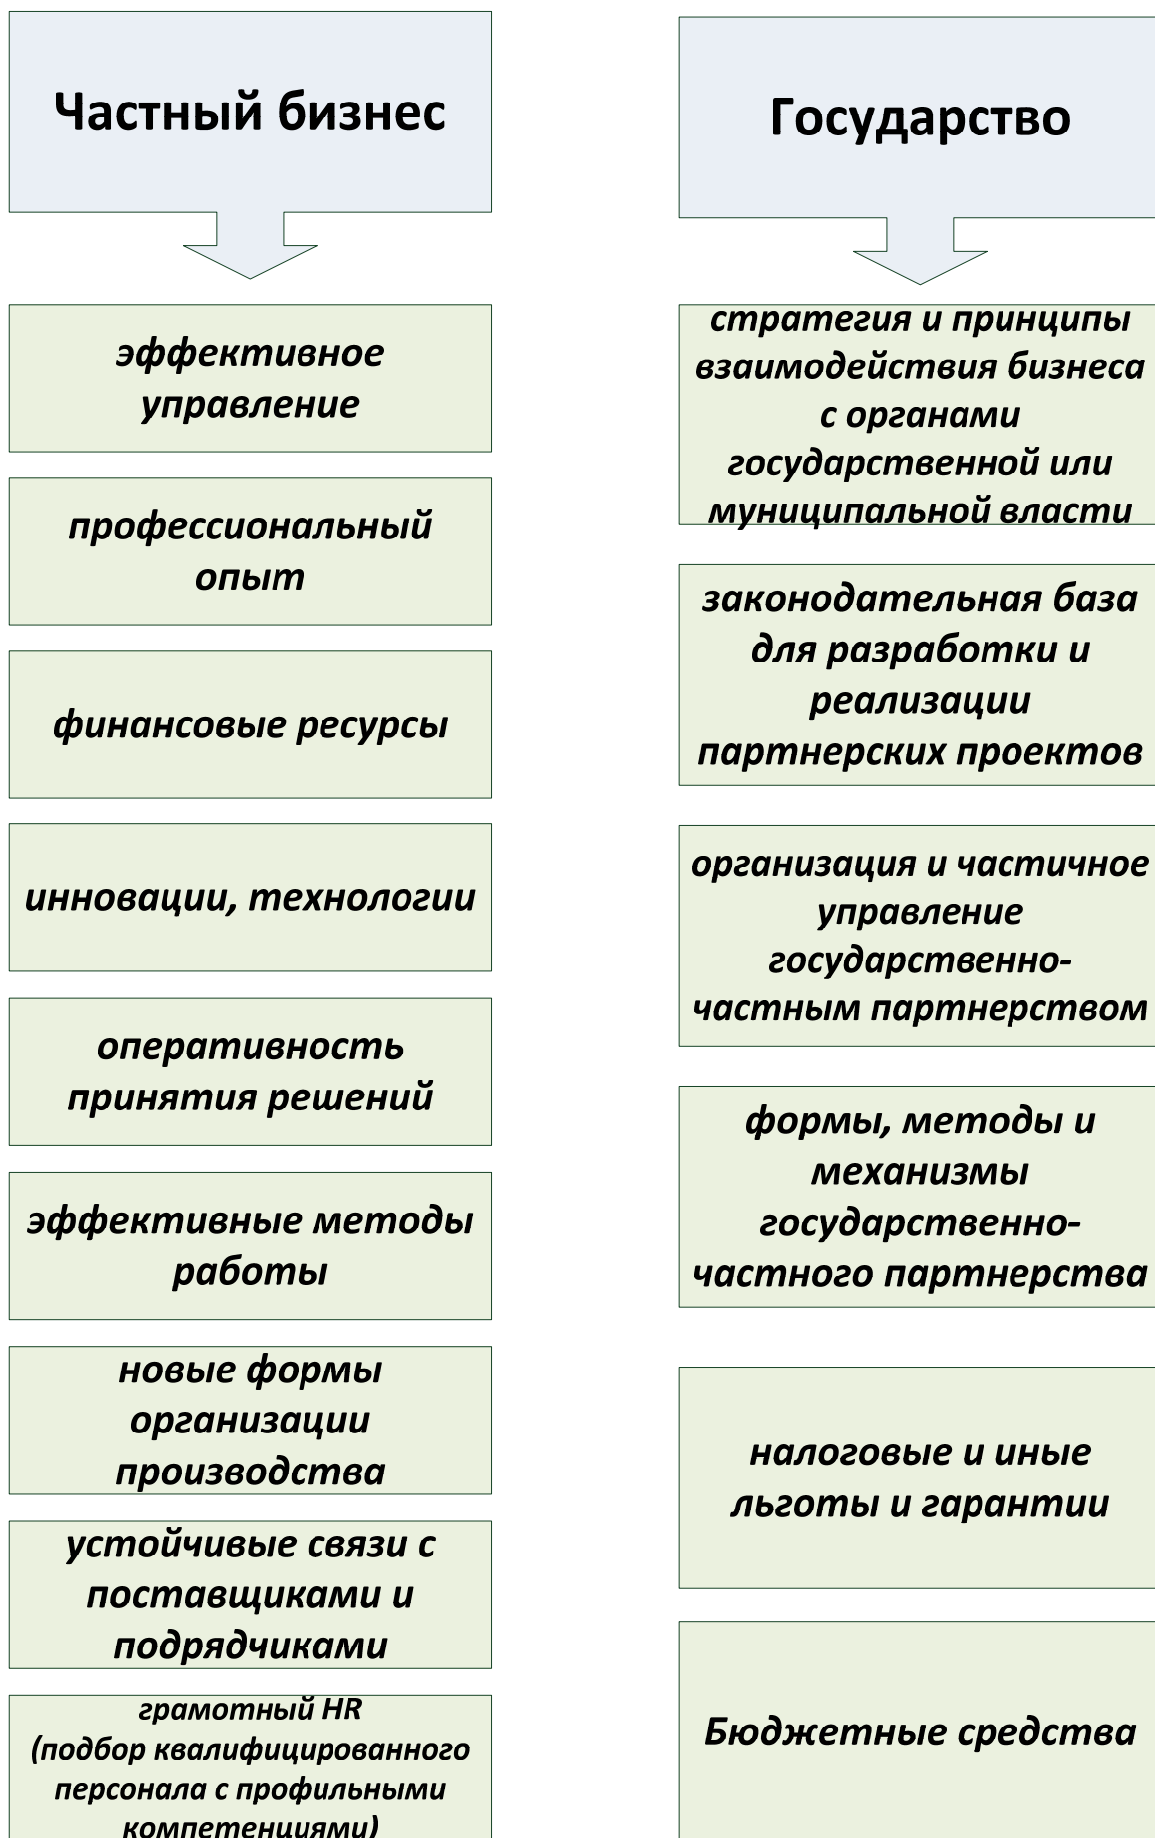 Частный бизнес
эффективное
управление
профессиональный
опыт
финансовые ресурсы
инновации, технологии
оперативность
принятия решений
эффективные методы
работы
новые формы
организации
производства
устойчивые связи с
поставщиками и
подрядчиками
грамотный HR
(подбор квалифицированного
персонала с профильными
компетенциями)
Государство
стратегия и принципы
взаимодействия бизнеса
с органами
государственной или
муниципальной власти
законодательная база
для разработки и
реализации
партнерских проектов
организация и частичное
управление
государственно-
частным партнерством
формы, методы и
механизмы
государственно-
частного партнерства
налоговые и иные
льготы и гарантии
Бюджетные средства